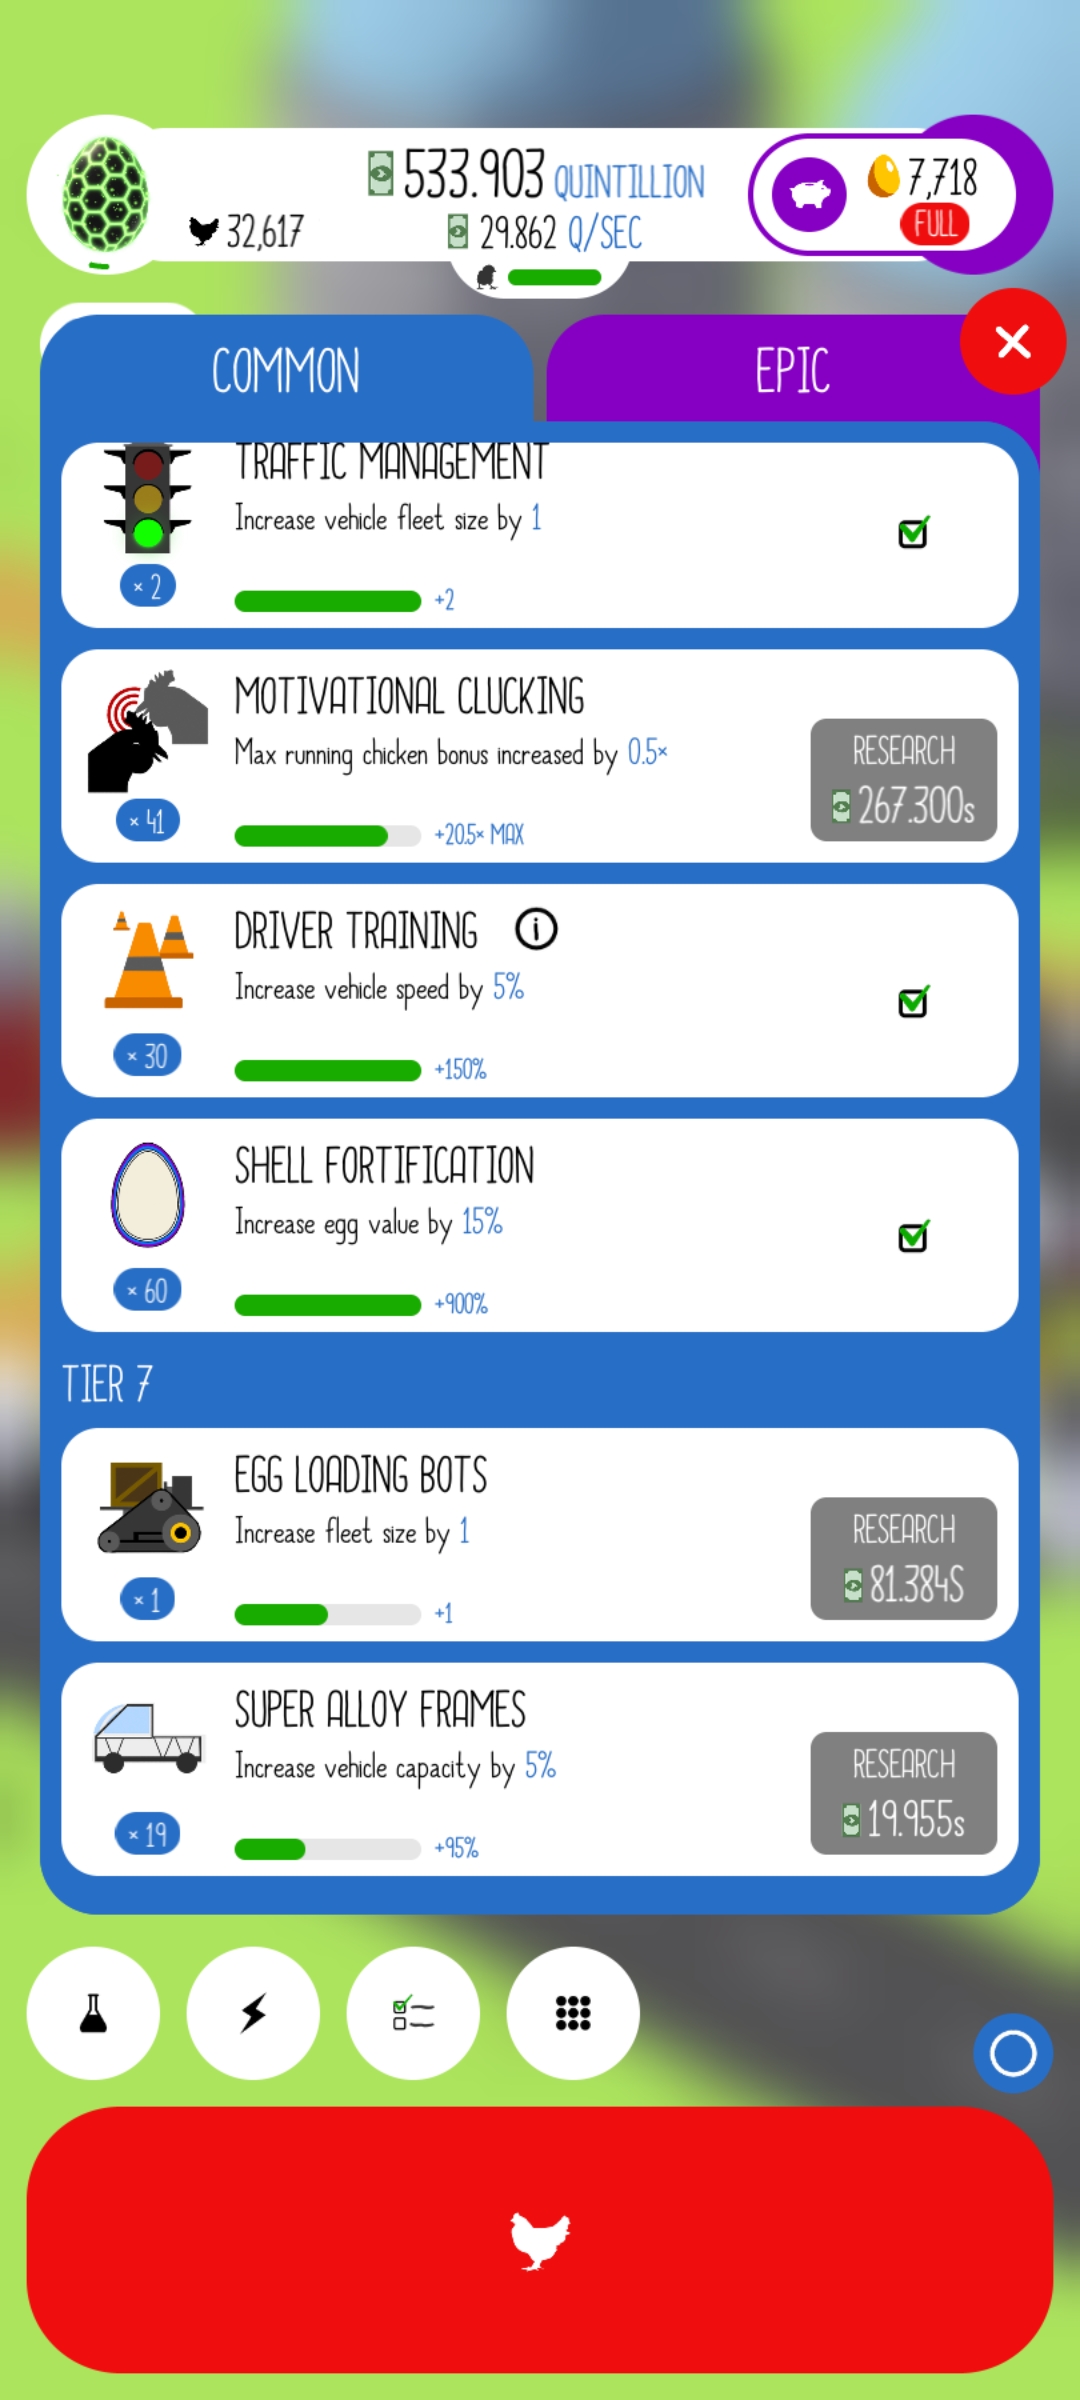 533.903 QUINTILLION
32,617
29.862 Q/SEC
7,718
FULL
COMMON
EPIC
TRAFFIC MANAGEMENT
Increase vehicle fleet size by 1
× 2
+2
MOTIVATIONAL CLUCKING
Max running chicken bonus increased by 0.5×
RESEARCH
267.300s
× 41
+20.5× MAX
DRIVER TRAINING
i
Increase vehicle speed by 5%
× 30
+150%
SHELL FORTIFICATION
Increase egg value by 15%
× 60
+900%
TIER 7
EGG LOADING BOTS
Increase fleet size by 1
RESEARCH
81.384S
× 1
+1
SUPER ALLOY FRAMES
Increase vehicle capacity by 5%
RESEARCH
19.955s
× 19
+95%